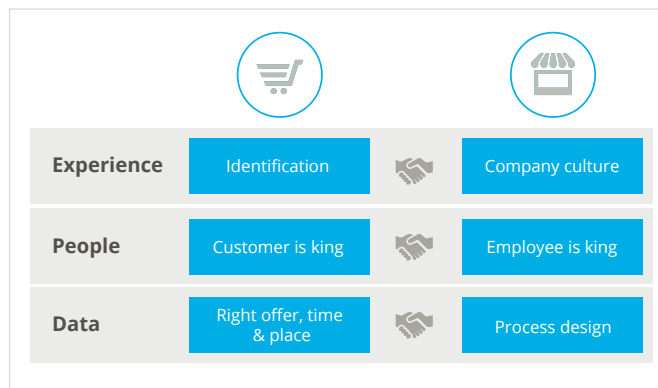 Experience
Identification
Company culture
People
Customer is king
Employee is king
Data
Right offer, time
& place
Process design